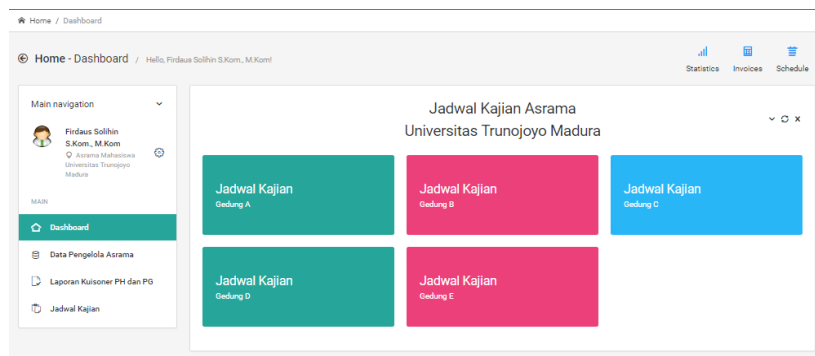 Home / Dashboard
Home - Dashboard / Hello, Firdaus Solihin S.Kom., M.Kom!
Statistics Invoices Schedule
Main navigation
Firdaus Solihin
S.Kom., M.Kom
Asrama Mahasiswa
Universitas Trunojoyo
Madura
MAIN
Dashboard
Data Pengelola Asrama
Laporan Kuisoner PH dan PG
Jadwal Kajian
Jadwal Kajian Asrama
Universitas Trunojoyo Madura
Jadwal Kajian
Gedung A
Jadwal Kajian
Gedung B
Jadwal Kajian
Gedung C
Jadwal Kajian
Gedung D
Jadwal Kajian
Gedung E